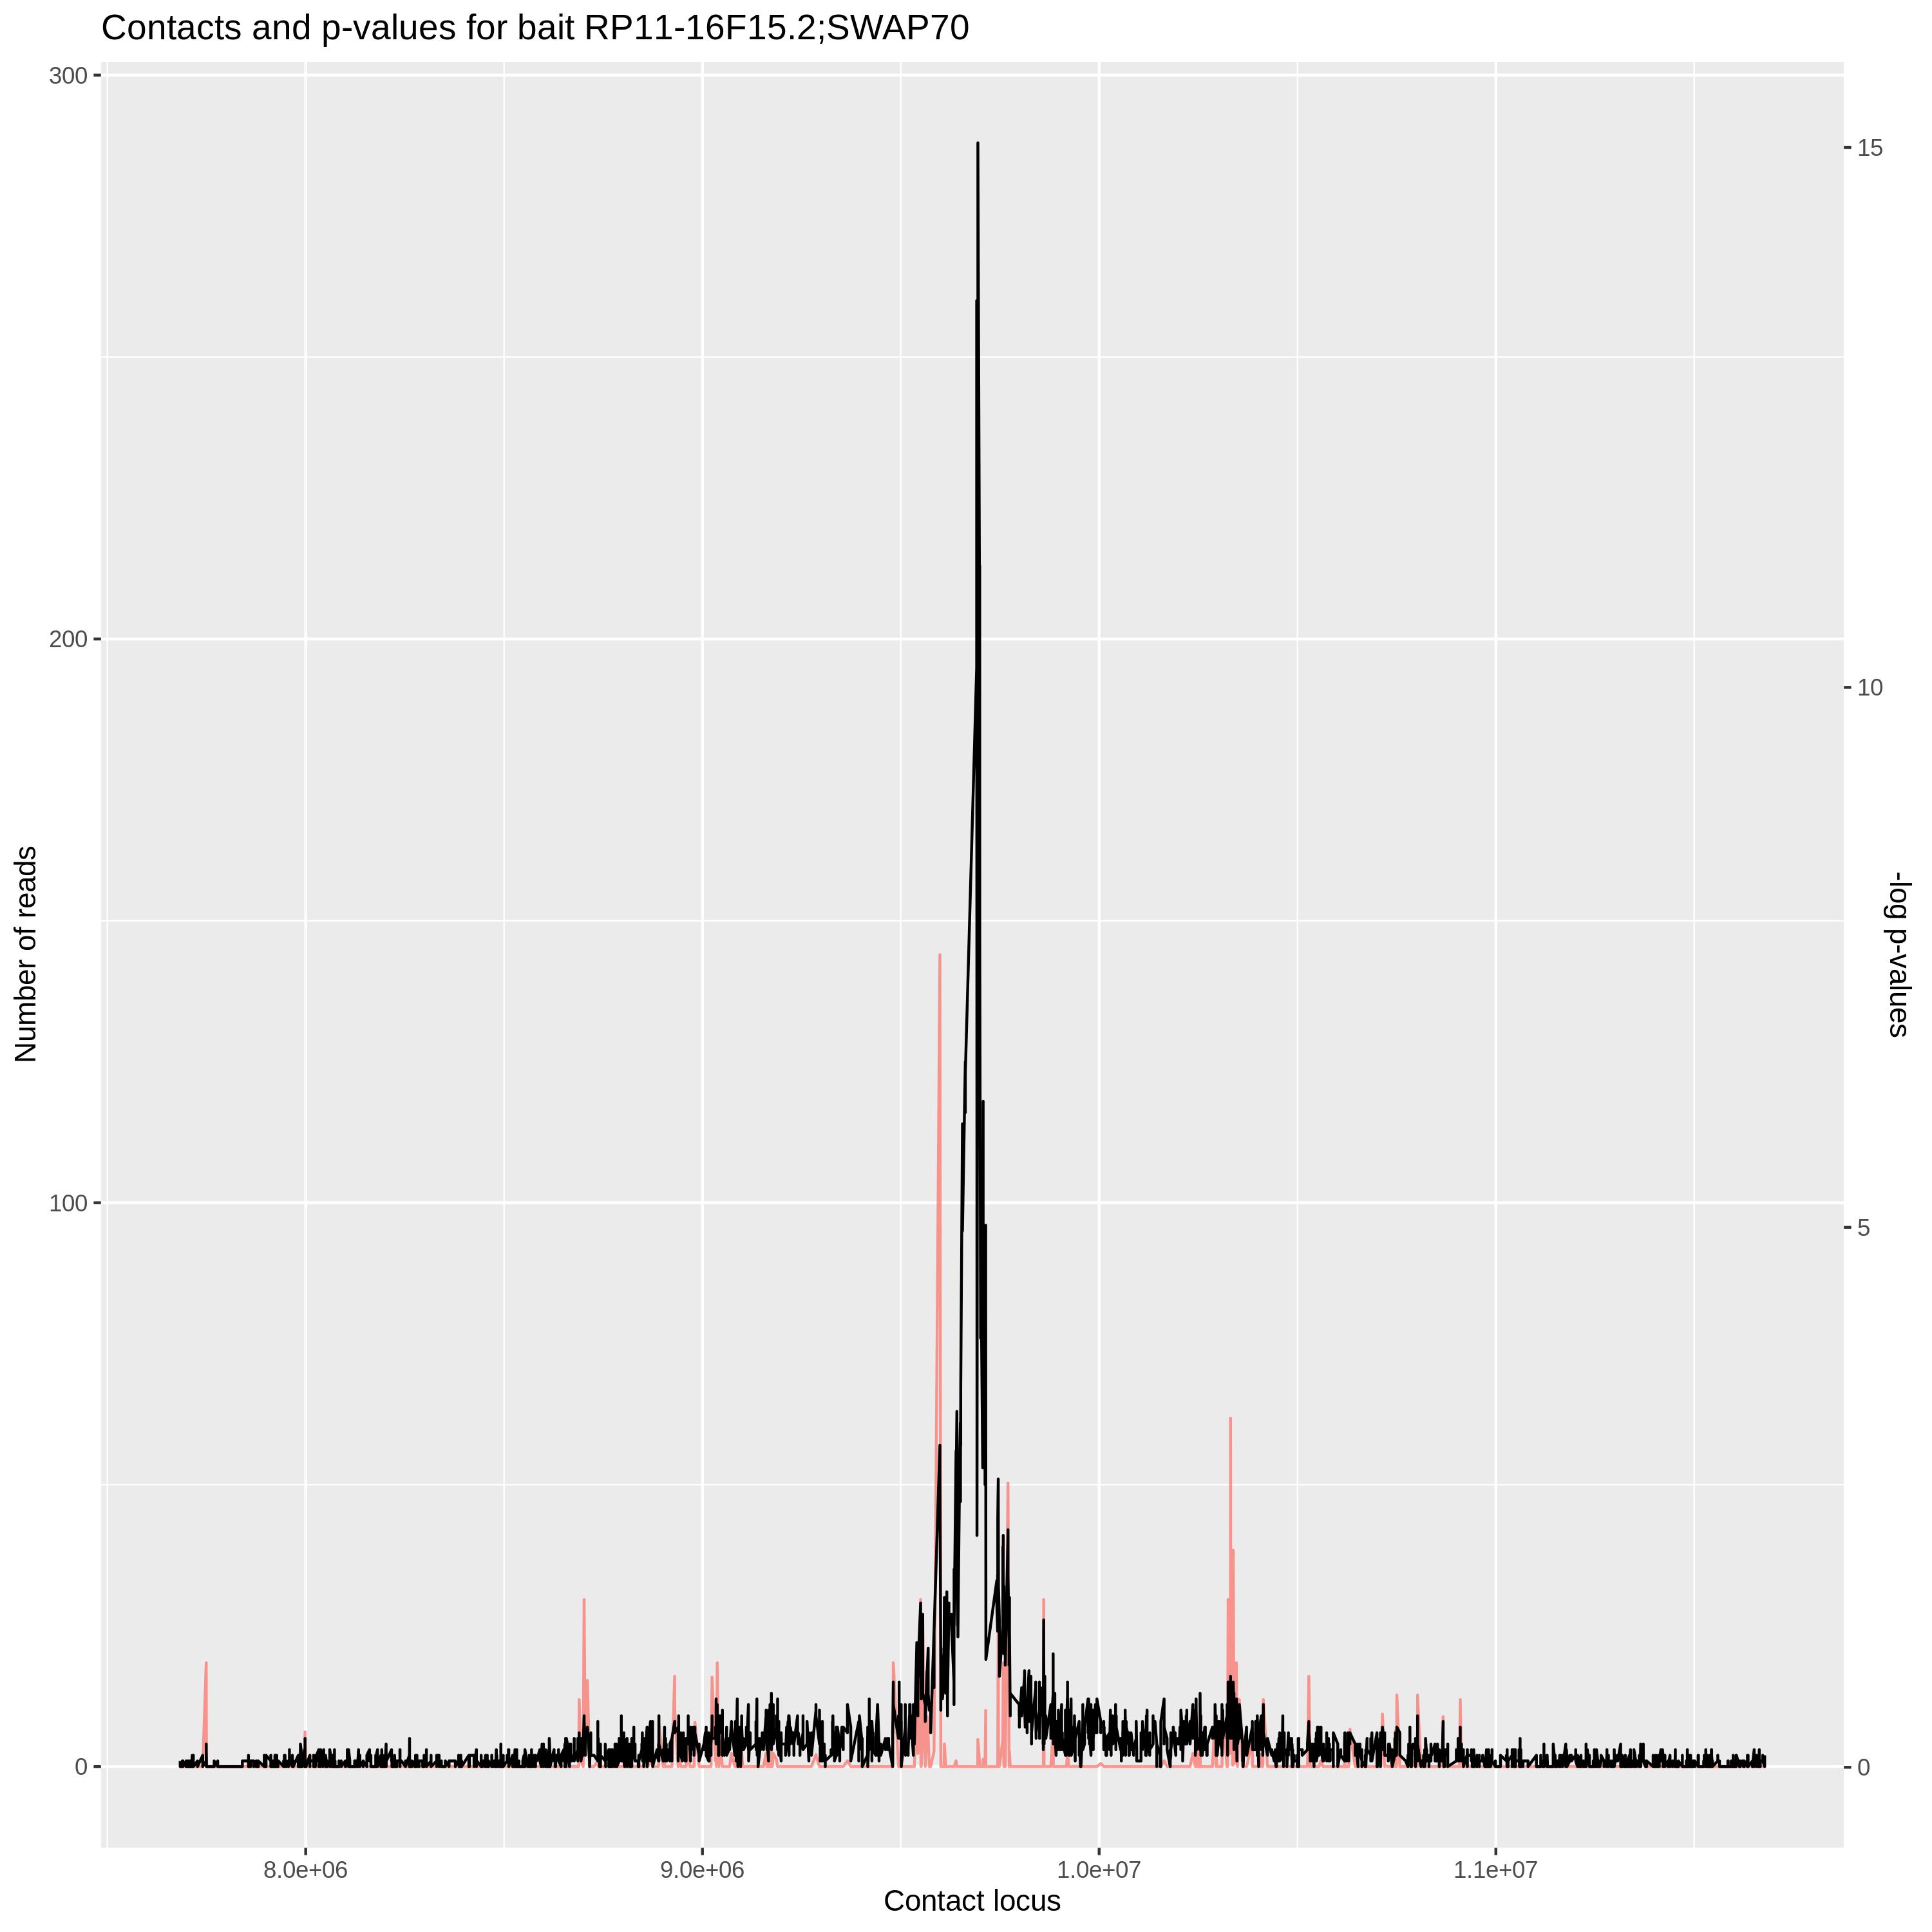 Contacts and p-values for bait RP11-16F15.2;SWAP70
300
200
100
0
Number of reads
15
10
5
0
-log p-values
8.0e+06
9.0e+06
1.0e+07
1.1e+07
Contact locus